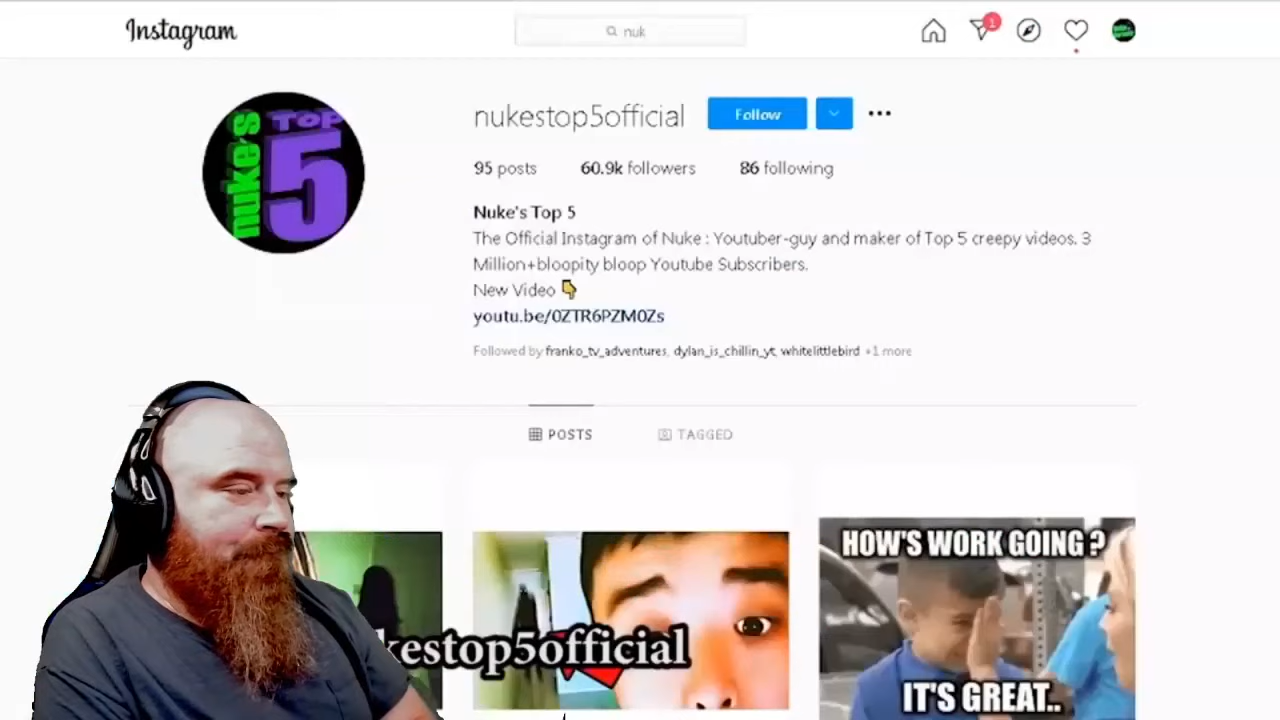 Instagram
nuk
1
nukestop5official
Follow
95 posts 60.9k followers 86 following
nuke's
TOP
5
Nuke's Top 5
The Official Instagram of Nuke : Youtuber-guy and maker of Top 5 creepy videos. 3
Million+bloopity bloop Youtube Subscribers.
New Video
youtu.be/0ZTR6PZM0Zs
Followed by franko_tv_adventures, dylan_is_chillin_yt, whitelittlebird +1 more
POSTS
TAGGED
HOW'S WORK GOING ?
kestop5official
IT'S GREAT..